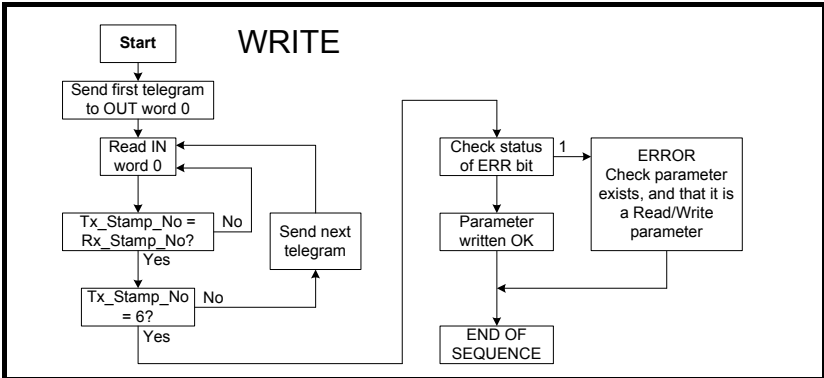 WRITE
Start
Send first telegram
to OUT word 0
Read IN
word 0
Tx_Stamp_No =
Rx_Stamp_No?
No
Yes
Send next
telegram
Tx_Stamp_No
= 6?
No
Yes
Check status
of ERR bit
1
ERROR
Check parameter
exists, and that it is
a Read/Write
parameter
Parameter
written OK
END OF
SEQUENCE